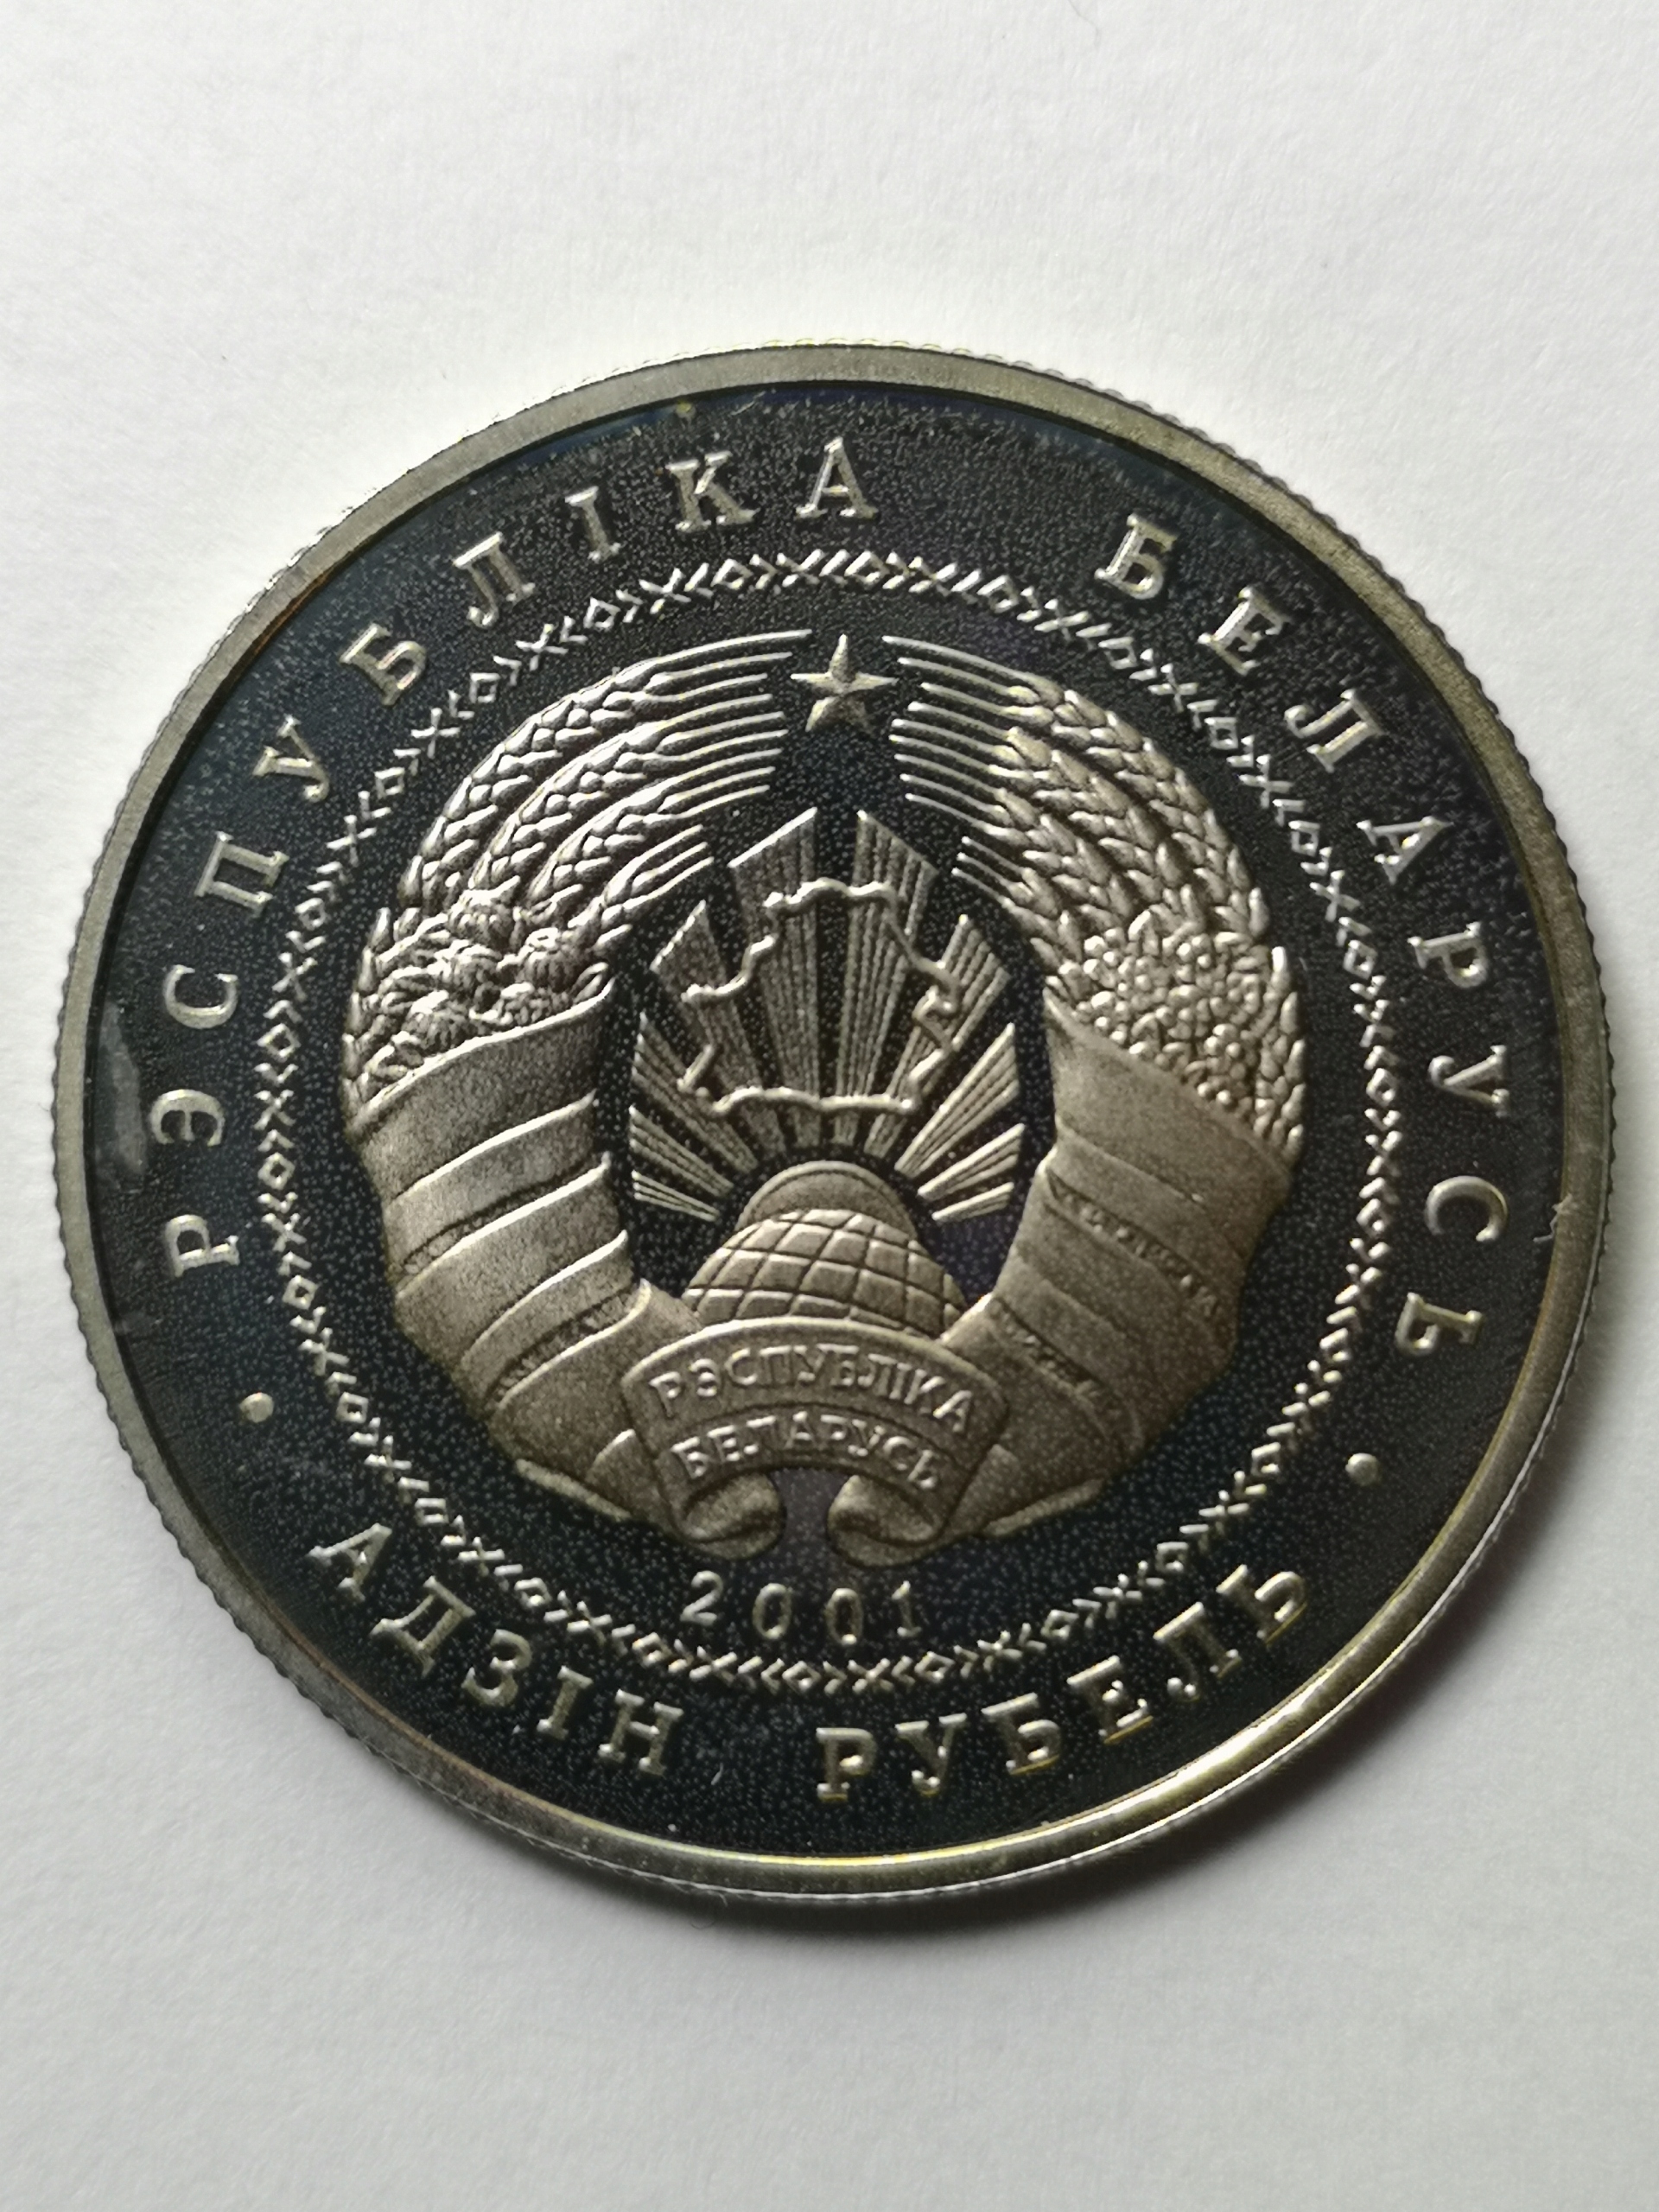 РЭСПУБЛІКА БЕЛАРУСЬ
РЭСПУБЛІКА
БЕЛАРУСЬ
2001
АДЗІН РУБЕЛЬ